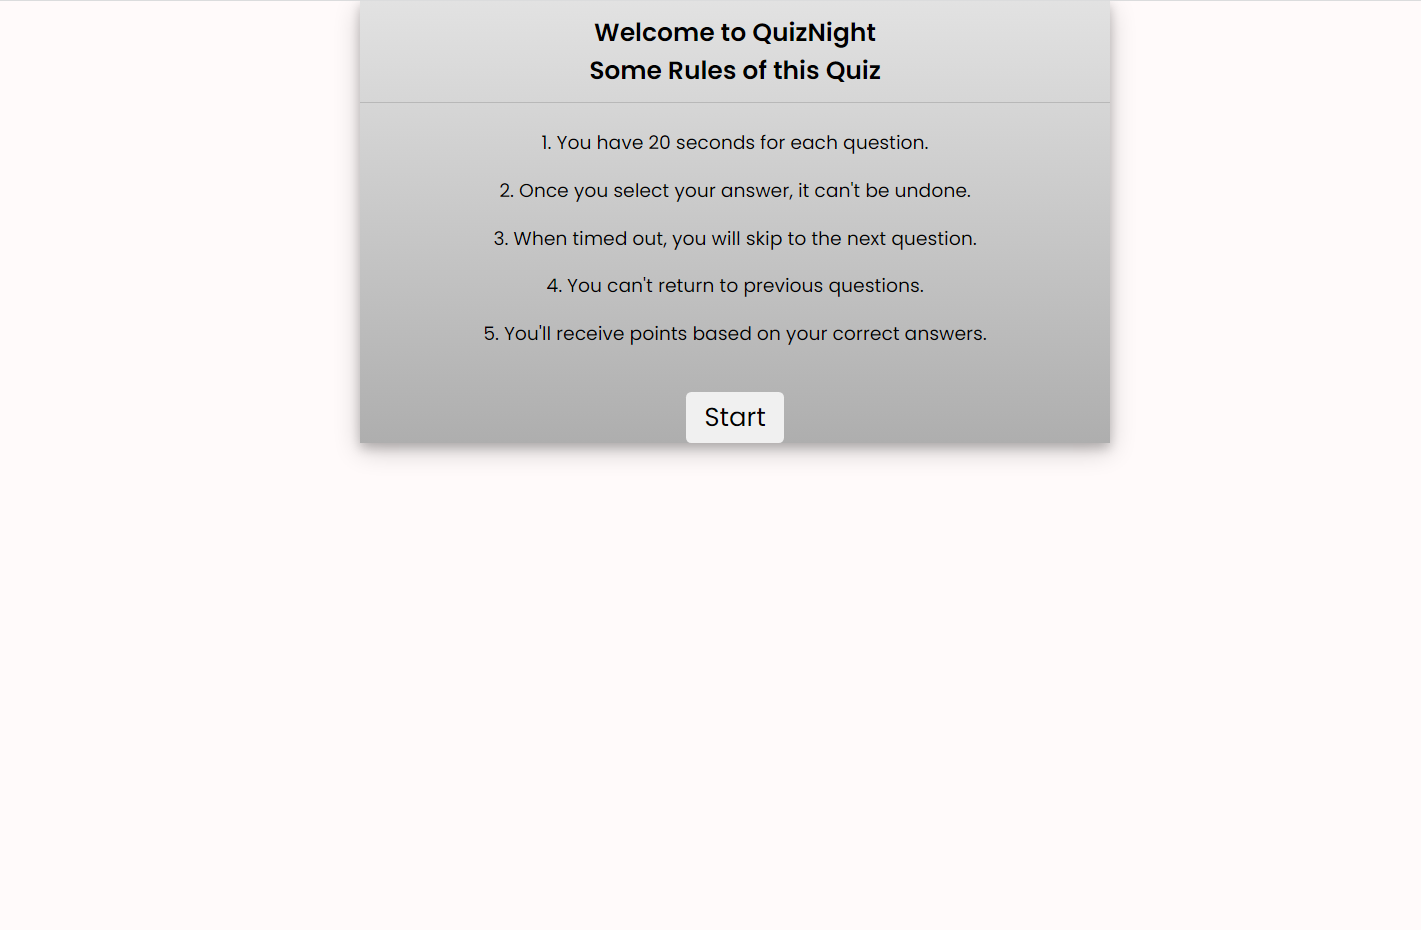 Welcome to QuizNight
Some Rules of this Quiz
1. You have 20 seconds for each question.
2. Once you select your answer, it can't be undone.
3. When timed out, you will skip to the next question.
4. You can't return to previous questions.
5. You'll receive points based on your correct answers.
Start